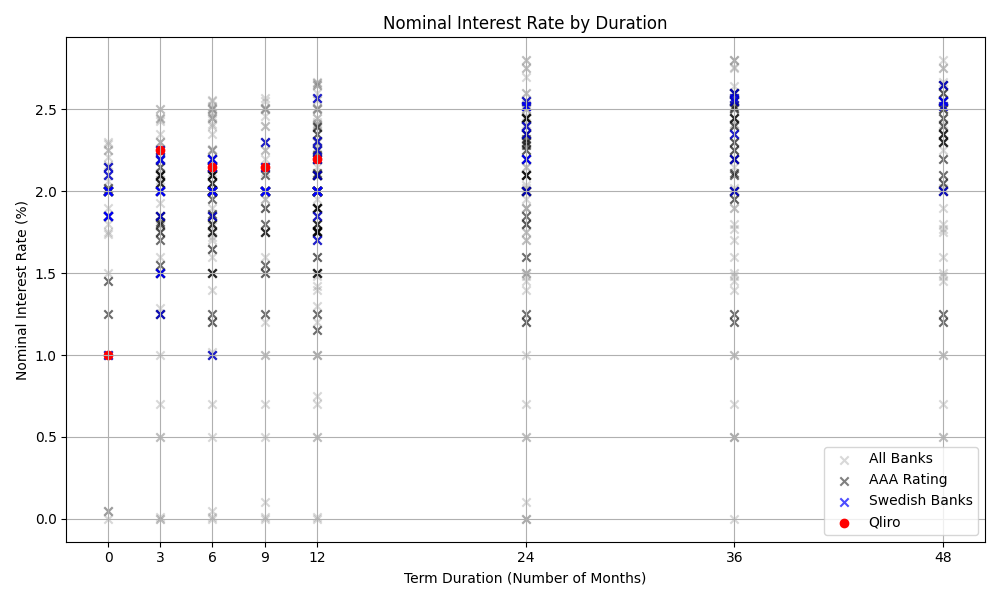 Nominal Interest Rate by Duration
Nominal Interest Rate (%)
2.5
2.0
1.5
1.0
0.5
0.0
All Banks
AAA Rating
Swedish Banks
Qliro
0 3 6 9 12 24 36 48
Term Duration (Number of Months)